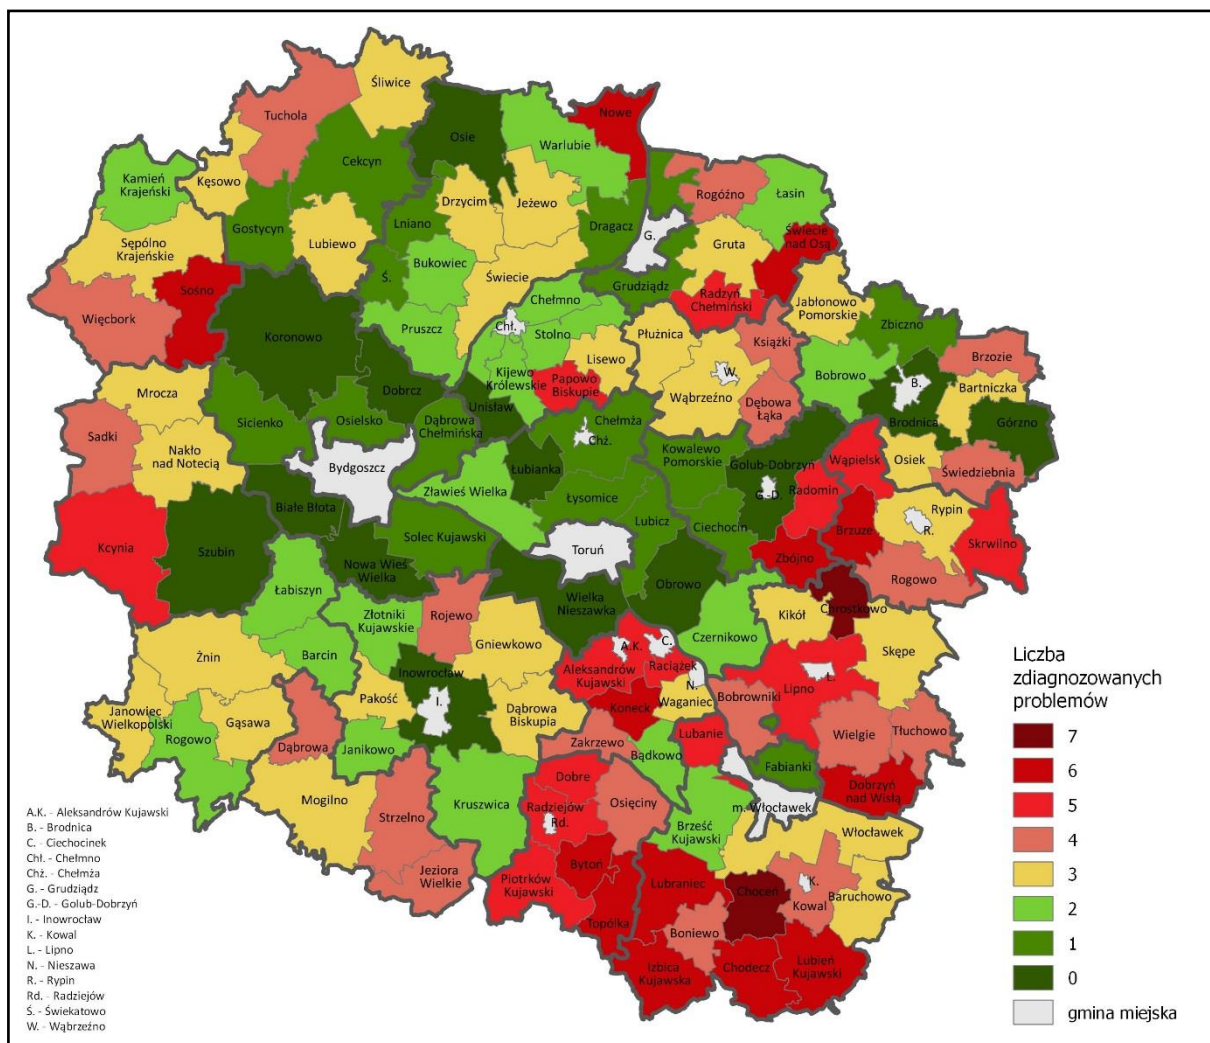 Śliwice
Tuchola
Nowe
Osie
Warlubie
Cekcyn
Kamień
Krajeński
Kęsowo
Rogóźno
Łasin
Drzycim
Jeżewo
Lniano
Dragacz
Gostycyn
Sępólno
Krajeńskie
Lubiewo
G.
Gruta
Świecie
nad Osą
Bukowiec
Ś.
Świecie
Sośno
Grudziądz
Radzyń
Chełmiński
Chełmno
Jabłonowo
Pomorskie
Więcbork
Koronowo
Pruszcz
Chł.
Stolno
Płużnica
Książki
Zbiczno
Lisewo
Brzozie
Kijewo
Królewskie
Papowo
Biskupie
W.
Bobrowo
B.
Bartniczka
Mrocza
Dobrcz
Unisław
Wąbrzeźno
Dębowa
Łąka
Sicienko
Osielsko
Dąbrowa
Chełmińska
Chełmża
Chż.
Brodnica
Górzno
Sadki
Nakło
nad Notecią
Bydgoszcz
Kowalewo
Pomorskie
Golub-Dobrzyń
Wąpielsk
Osiek
Świedziebnia
Łubianka
Zławieś Wielka
Łysomice
G.-D.
Radomin
Białe Błota
Rypin
R.
Lubicz
Ciechocin
Brzuze
Solec Kujawski
Kcynia
Szubin
Toruń
Skrwilno
Nowa Wieś
Wielka
Zbójno
Rogowo
Obrowo
Łabiszyn
Wielka
Nieszawka
Złotniki
Kujawskie
Rojewo
Kikół
Chrostkowo
Czernikowo
Gniewkowo
A.K.
C.
Skępe
Barcin
Żnin
Inowrocław
Aleksandrów
Kujawski
Raciążek
L.
Lipno
N.
Pakość
I.
Waganiec
Bobrowniki
Janowiec
Wielkopolski
Gąsawa
Dąbrowa
Biskupia
Koneck
Rogowo
Tłuchowo
Wielgie
Dąbrowa
Janikowo
Zakrzewo
Lubanie
Bądkowo
Fabianki
Dobre
Dobrzyń
nad Wisłą
Mogilno
Kruszwica
Radziejów
Rd.
Osięciny
m. Włocławek
Strzelno
Brześć
Kujawski
Włocławek
Bytoń
Jeziora
Wielkie
Piotrków
Kujawski
Lubraniec
Choceń
K.
Kowal
Baruchowo
Topólka
Boniewo
Izbica
Kujawska
Chodecz
Lubień
Kujawski
A.K. - Aleksandrów Kujawski
B. - Brodnica
C. - Ciechocinek
Chł. - Chełmno
Chż. - Chełmża
G. - Grudziądz
G.-D. - Golub-Dobrzyń
I. - Inowrocław
K. - Kowal
L. - Lipno
N. - Nieszawa
R. - Rypin
Rd. - Radziejów
Ś. - Świekatowo
W. - Wąbrzeźno
Liczba
zdiagnozowanych
problemów
7
6
5
4
3
2
1
0
gmina miejska